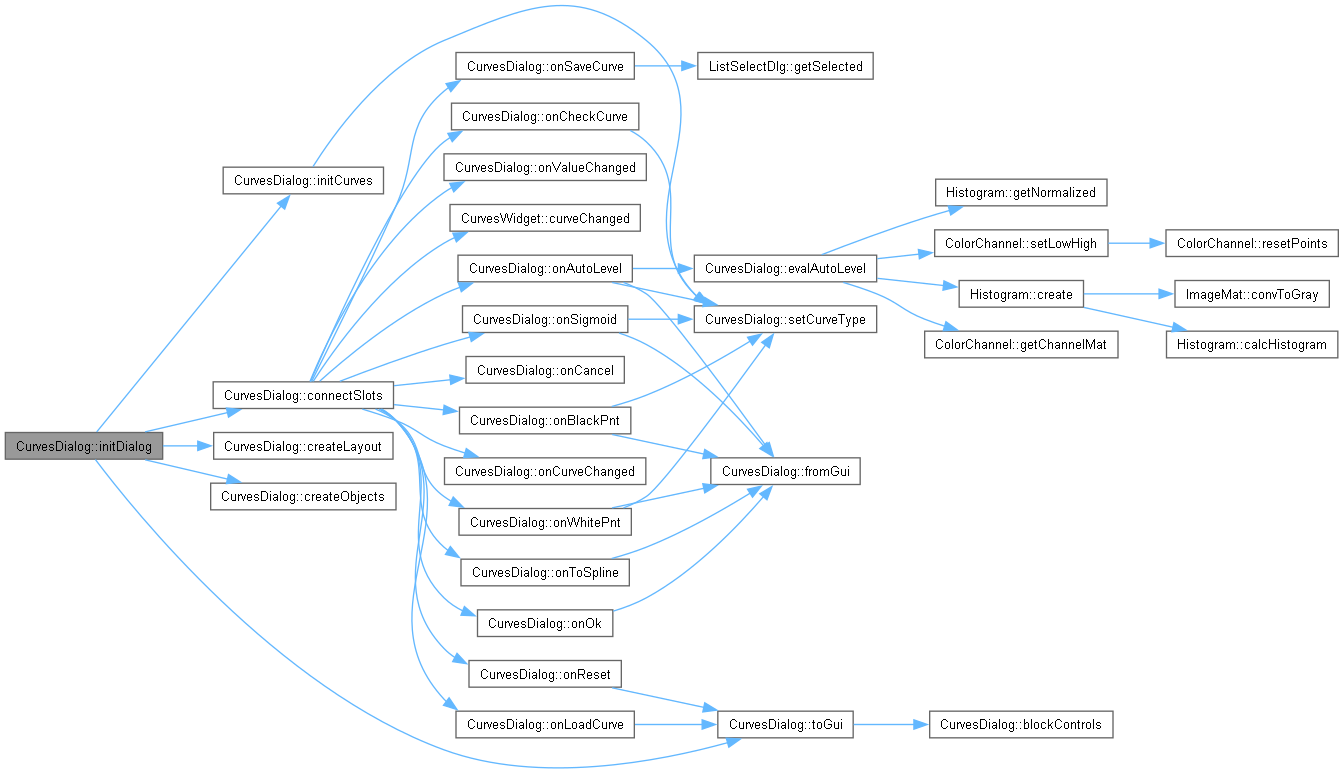 CurvesDialog::onSaveCurve
ListSelectDlg::getSelected
CurvesDialog::onCheckCurve
CurvesDialog::onValueChanged
CurvesDialog::initCurves
Histogram::getNormalized
CurvesWidget::curveChanged
ColorChannel::setLowHigh
ColorChannel::resetPoints
CurvesDialog::onAutoLevel
CurvesDialog::evalAutoLevel
Histogram::create
ImageMat::convToGray
CurvesDialog::onSigmoid
CurvesDialog::setCurveType
ColorChannel::getChannelMat
Histogram::calcHistogram
CurvesDialog::onCancel
CurvesDialog::connectSlots
CurvesDialog::onBlackPnt
CurvesDialog::initDialog
CurvesDialog::createLayout
CurvesDialog::onCurveChanged
CurvesDialog::fromGui
CurvesDialog::createObjects
CurvesDialog::onWhitePnt
CurvesDialog::onToSpline
CurvesDialog::onOk
CurvesDialog::onReset
CurvesDialog::onLoadCurve
CurvesDialog::toGui
CurvesDialog::blockControls